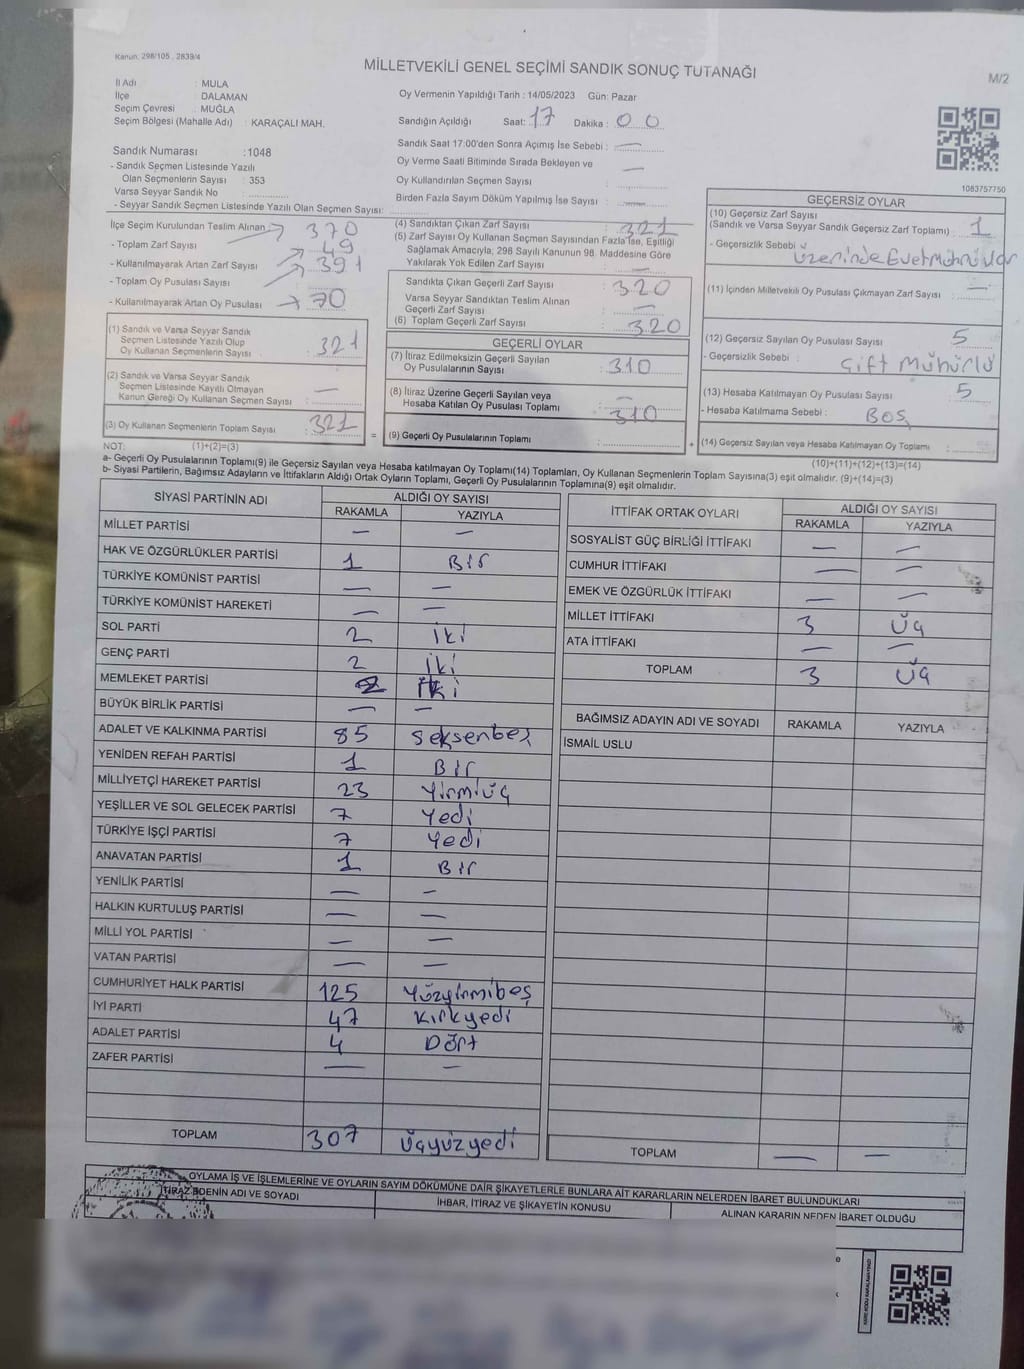 Kanun. 298/105 , 2839/4
MİLLETVEKİLİ GENEL SEÇİMİ SANDIK SONUÇ TUTANAĞI
M/2
İl Adı : MULA
İlçe : DALAMAN
Seçim Çevresi : MUĞLA
Seçim Bölgesi (Mahalle Adı) : KARAÇALI MAH.
Oy Vermenin Yapıldığı Tarih : 14/05/2023 Gün: Pazar
Sandığın Açıldığı Saat: 17 Dakika : 00
Sandık Saat 17:00'den Sonra Açımış İse Sebebi : —
Oy Verme Saati Bitiminde Sırada Bekleyen ve —
Oy Kullandırılan Seçmen Sayısı :
Birden Fazla Sayım Döküm Yapılmış İse Sayısı :
Sandık Numarası :1048
- Sandık Seçmen Listesinde Yazılı
Olan Seçmenlerin Sayısı : 353
Varsa Seyyar Sandık No :
- Seyyar Sandık Seçmen Listesinde Yazılı Olan Seçmen Sayısı:
1083757750
İlçe Seçim Kurulundan Teslim Alınan 370
- Toplam Zarf Sayısı 49
- Kullanılmayarak Artan Zarf Sayısı 391
- Toplam Oy Pusulası Sayısı
- Kullanılmayarak Artan Oy Pusulası 70
(1) Sandık ve Varsa Seyyar Sandık
Seçmen Listesinde Yazılı Olup
Oy Kullanan Seçmenlerin Sayısı : 321
(2) Sandık ve Varsa Seyyar Sandık
Seçmen Listesinde Kayıtlı Olmayan
Kanun Gereği Oy Kullanan Seçmen Sayısı : —
(3) Oy Kullanan Seçmenlerin Toplam Sayısı : 321
(4) Sandıktan Çıkan Zarf Sayısı : 321
(5) Zarf Sayısı Oy Kullanan Seçmen Sayısından Fazla İse, Eşitliği
Sağlamak Amacıyla, 298 Sayılı Kanunun 98. Maddesine Göre
Yakılarak Yok Edilen Zarf Sayısı : —
Sandıkta Çıkan Geçerli Zarf Sayısı : 320
Varsa Seyyar Sandıktan Teslim Alınan
Geçerli Zarf Sayısı : —
(6) Toplam Geçerli Zarf Sayısı : 320
GEÇERLİ OYLAR
(7) İtiraz Edilmeksizin Geçerli Sayılan
Oy Pusulalarının Sayısı : 310
(8) İtiraz Üzerine Geçerli Sayılan veya
Hesaba Katılan Oy Pusulası Toplamı : — 310
= (9) Geçerli Oy Pusulalarının Toplamı : +
GEÇERSİZ OYLAR
(10) Geçersiz Zarf Sayısı
(Sandık ve Varsa Seyyar Sandık Geçersiz Zarf Toplamı) : 1
- Geçersizlik Sebebi : Üzerinde Evet Mührü Var
(11) İçinden Milletvekili Oy Pusulası Çıkmayan Zarf Sayısı : —
(12) Geçersiz Sayılan Oy Pusulası Sayısı : 5
- Geçersizlik Sebebi : Çift Mühürlü
(13) Hesaba Katılmayan Oy Pusulası Sayısı : 5
- Hesaba Katılmama Sebebi : BOŞ
(14) Geçersiz Sayılan veya Hesaba Katılmayan Oy Toplamı :
NOT: (1)+(2)=(3)
(10)+(11)+(12)+(13)=(14)
a- Geçerli Oy Pusulalarının Toplamı(9) ile Geçersiz Sayılan veya Hesaba katılmayan Oy Toplamı(14) Toplamları, Oy Kullanan Seçmenlerin Toplam Sayısına(3) eşit olmalıdır. (9)+(14)=(3)
b- Siyasi Partilerin, Bağımsız Adayların ve İttifakların Aldığı Ortak Oyların Toplamı, Geçerli Oy Pusulalarının Toplamına(9) eşit olmalıdır.
SİYASİ PARTİNİN ADI ALDIĞI OY SAYISI
RAKAMLA YAZIYLA
MİLLET PARTİSİ — —
HAK VE ÖZGÜRLÜKLER PARTİSİ 1 Bir
TÜRKİYE KOMÜNİST PARTİSİ — —
TÜRKİYE KOMÜNİST HAREKETİ — —
SOL PARTİ 2 İki
GENÇ PARTİ 2 İki
MEMLEKET PARTİSİ 2 İki
BÜYÜK BİRLİK PARTİSİ — —
ADALET VE KALKINMA PARTİSİ 85 seksenbeş
YENİDEN REFAH PARTİSİ 1 Bir
MİLLİYETÇİ HAREKET PARTİSİ 23 Yirmiüç
YEŞİLLER VE SOL GELECEK PARTİSİ 7 Yedi
TÜRKİYE İŞÇİ PARTİSİ 7 Yedi
ANAVATAN PARTİSİ 1 Bir
YENİLİK PARTİSİ — —
HALKIN KURTULUŞ PARTİSİ — —
MİLLİ YOL PARTİSİ — —
VATAN PARTİSİ — —
CUMHURİYET HALK PARTİSİ 125 Yüzyirmibeş
İYİ PARTİ 47 Kırkyedi
ADALET PARTİSİ 4 Dört
ZAFER PARTİSİ — —
TOPLAM 307 Üçyüzyedi
İTTİFAK ORTAK OYLARI ALDIĞI OY SAYISI
RAKAMLA YAZIYLA
SOSYALİST GÜÇ BİRLİĞİ İTTİFAKI — —
CUMHUR İTTİFAKI — —
EMEK VE ÖZGÜRLÜK İTTİFAKI — —
MİLLET İTTİFAKI 3 Üç
ATA İTTİFAKI — —
TOPLAM 3 Üç
BAĞIMSIZ ADAYIN ADI VE SOYADI RAKAMLA YAZIYLA
İSMAİL USLU
TOPLAM — —
OYLAMA İŞ VE İŞLEMLERİNE VE OYLARIN SAYIM DÖKÜMÜNE DAİR ŞİKAYETLERLE BUNLARA AİT KARARLARIN NELERDEN İBARET BULUNDUKLARI
İTİRAZ EDENİN ADI VE SOYADI İHBAR, İTİRAZ VE ŞİKAYETİN KONUSU ALINAN KARARIN NEDEN İBARET OLDUĞU